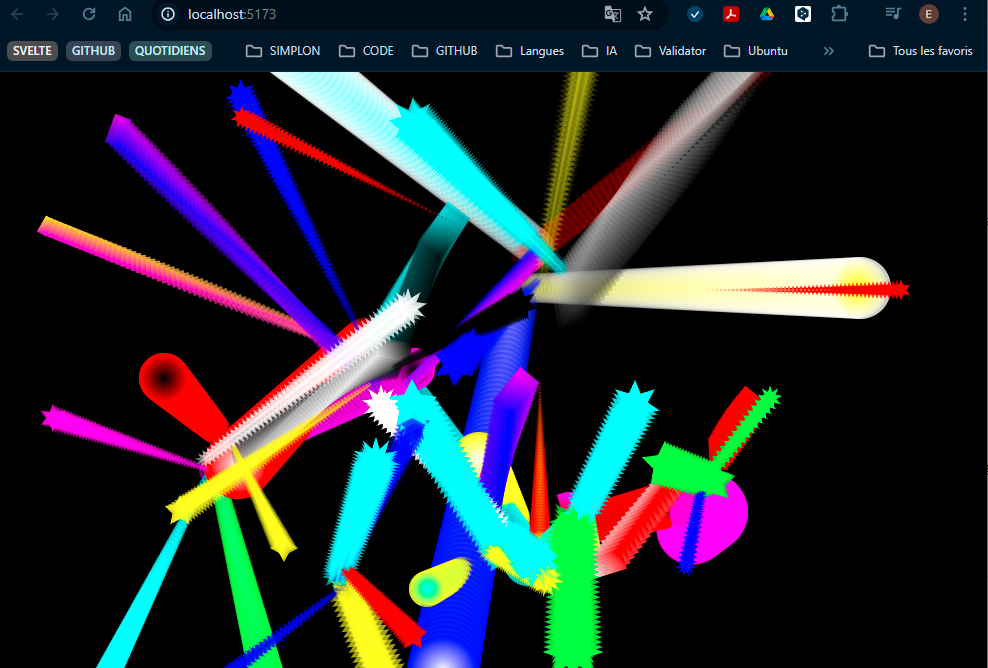 localhost:5173
E
SVELTE GITHUB QUOTIDIENS SIMPLON CODE GITHUB Langues IA Validator Ubuntu » Tous les favoris